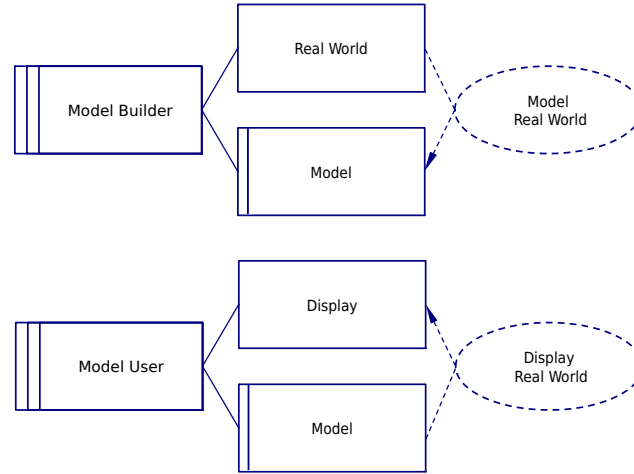 Real World
Model Builder
Model
Real World
Model
Display
Model User
Display
Real World
Model